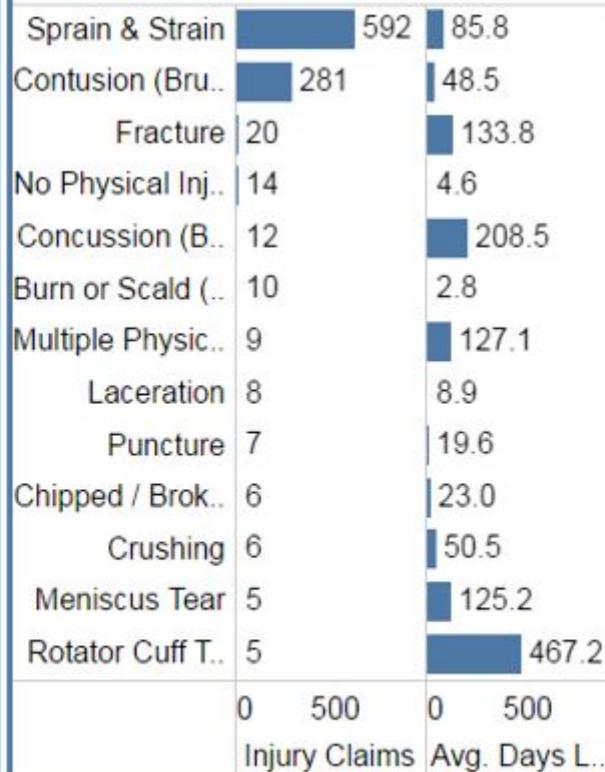 Sprain & Strain 592 85.8
Contusion (Bru.. 281 48.5
Fracture 20 133.8
No Physical Inj.. 14 4.6
Concussion (B.. 12 208.5
Burn or Scald (.. 10 2.8
Multiple Physic.. 9 127.1
Laceration 8 8.9
Puncture 7 19.6
Chipped / Brok.. 6 23.0
Crushing 6 50.5
Meniscus Tear 5 125.2
Rotator Cuff T.. 5 467.2
0 500 0 500
Injury Claims Avg. Days L..